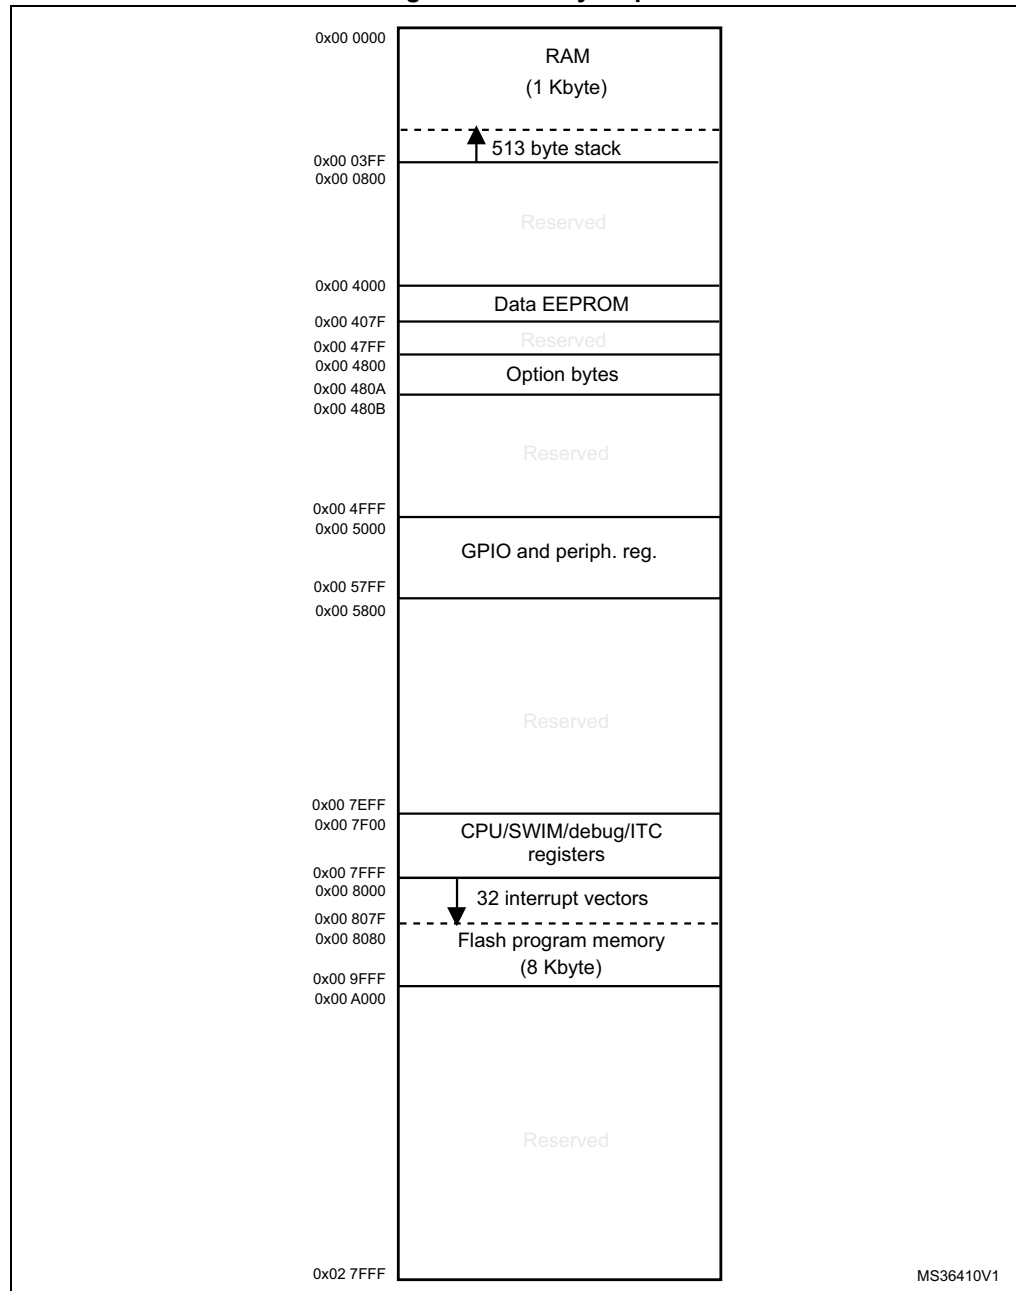 0x00 0000
RAM
(1 Kbyte)
513 byte stack
0x00 03FF
0x00 0800
Reserved
0x00 4000
Data EEPROM
0x00 407F
Reserved
0x00 47FF
0x00 4800
Option bytes
0x00 480A
0x00 480B
Reserved
0x00 4FFF
0x00 5000
GPIO and periph. reg.
0x00 57FF
0x00 5800
Reserved
0x00 7EFF
0x00 7F00
CPU/SWIM/debug/ITC
registers
0x00 7FFF
0x00 8000
32 interrupt vectors
0x00 807F
0x00 8080
Flash program memory
(8 Kbyte)
0x00 9FFF
0x00 A000
Reserved
0x02 7FFF
MS36410V1